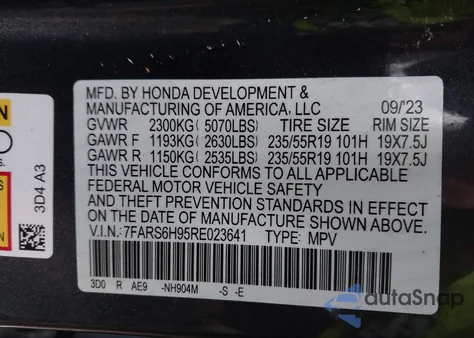 MFD. BY HONDA DEVELOPMENT &
MANUFACTURING OF AMERICA, LLC 09/'23
GVWR 2300KG ( 5070LBS) TIRE SIZE RIM SIZE
GAWR F 1193KG ( 2630LBS) 235/55R19 101H 19X7.5J
GAWR R 1150KG ( 2535LBS) 235/55R19 101H 19X7.5J
THIS VEHICLE CONFORMS TO ALL APPLICABLE
FEDERAL MOTOR VEHICLE SAFETY
AND THEFT PREVENTION STANDARDS IN EFFECT
ON THE DATE OF MANUFACTURE SHOWN ABOVE.
V.I.N.:7FARS6H95RE023641 TYPE: MPV
3D0 R AE9 -NH904M -S -E
3D4 A3
autoSnap